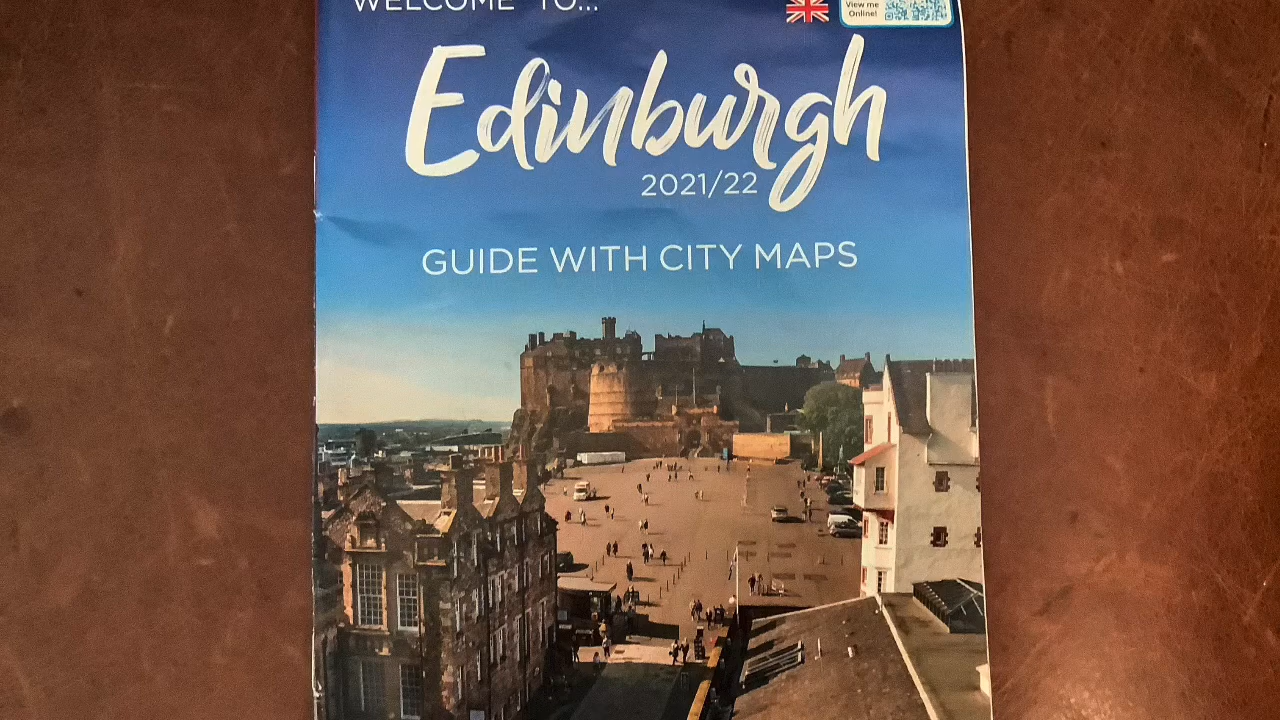 WELCOME TO...
View me
Online!
Edinburgh
2021/22
GUIDE WITH CITY MAPS